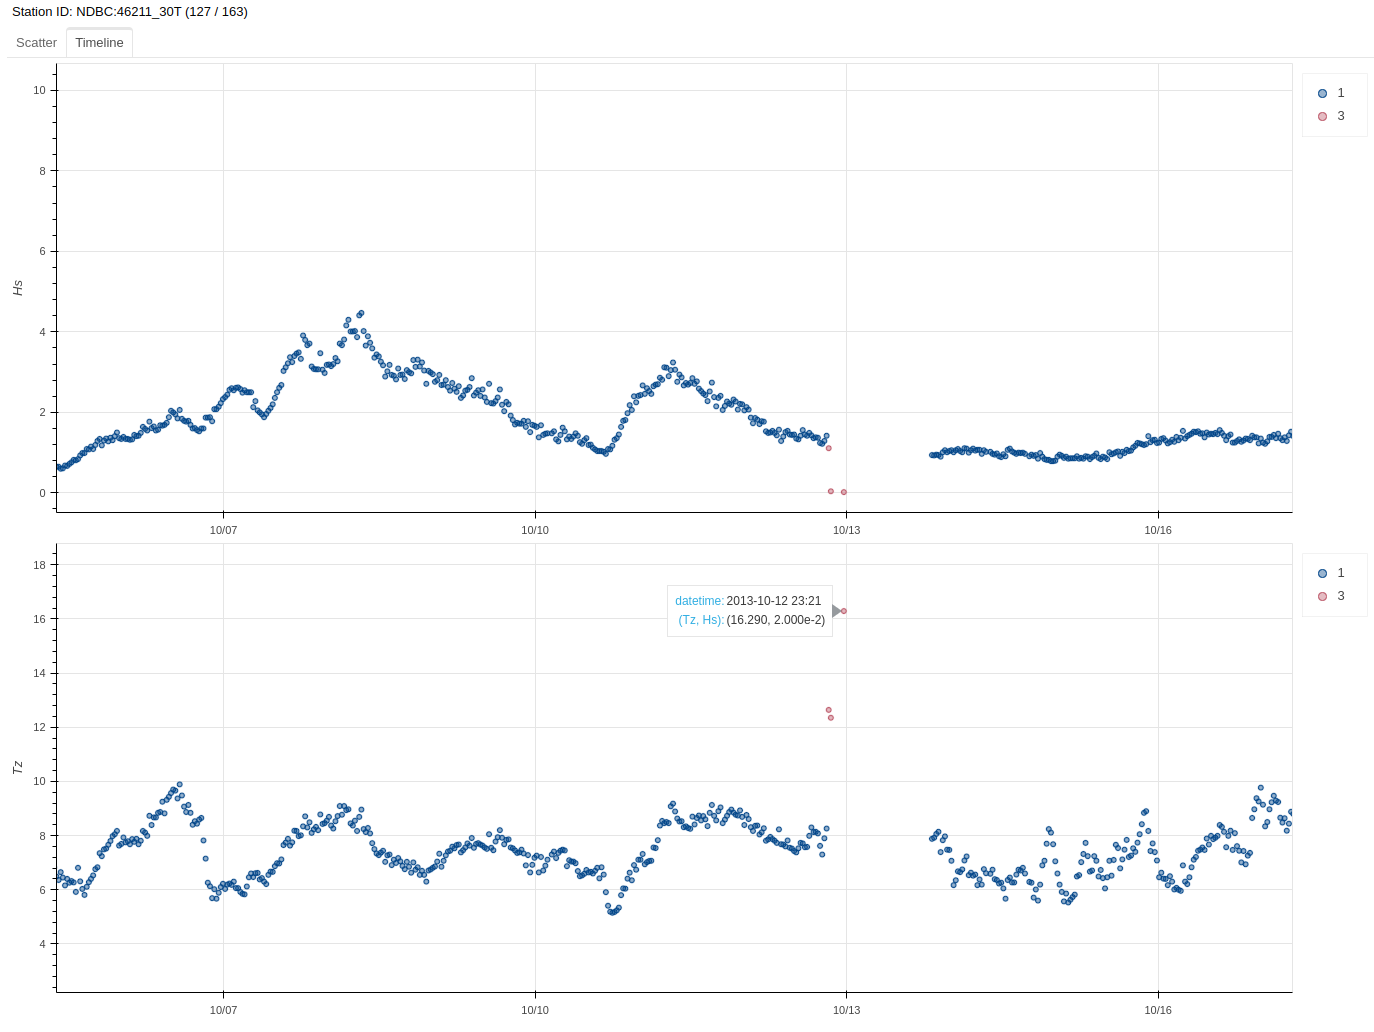 Station ID: NDBC:46211_30T (127 / 163)
Scatter Timeline
10
8
6
4
2
0
Hs
10/07 10/10 10/13 10/16
1
3
18
16
14
12
10
8
6
4
Tz
datetime: 2013-10-12 23:21
(Tz, Hs): (16.290, 2.000e-2)
10/07 10/10 10/13 10/16
1
3